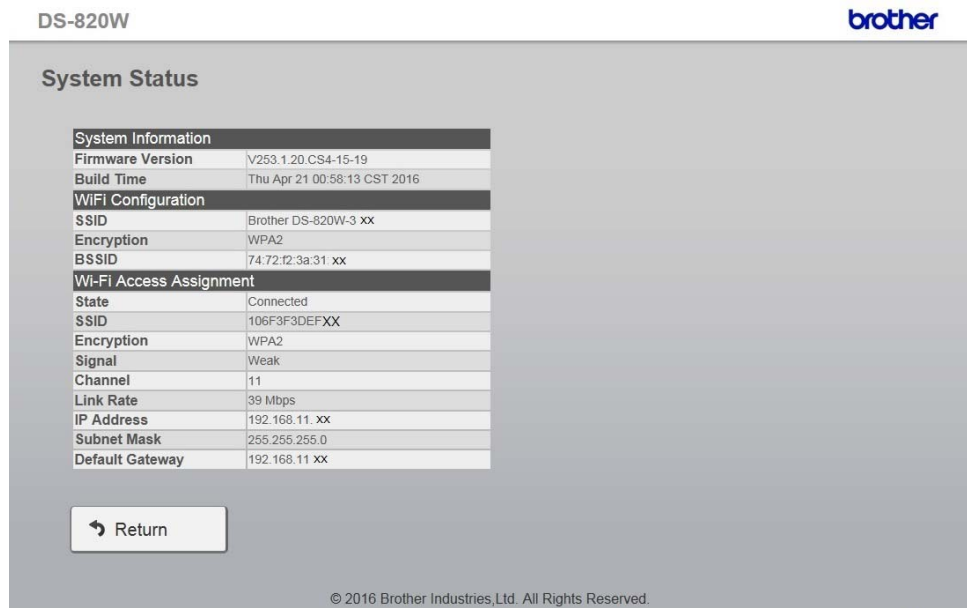 DS-820W brother
System Status
System Information
Firmware Version V253.1.20.CS4-15-19
Build Time Thu Apr 21 00:58:13 CST 2016
WiFi Configuration
SSID Brother DS-820W-3 xx
Encryption WPA2
BSSID 74:72:f2:3a:31: xx
Wi-Fi Access Assignment
State Connected
SSID 106F3F3DEFXX
Encryption WPA2
Signal Weak
Channel 11
Link Rate 39 Mbps
IP Address 192.168.11. xx
Subnet Mask 255.255.255.0
Default Gateway 192.168.11 xx
Return
© 2016 Brother Industries,Ltd. All Rights Reserved.